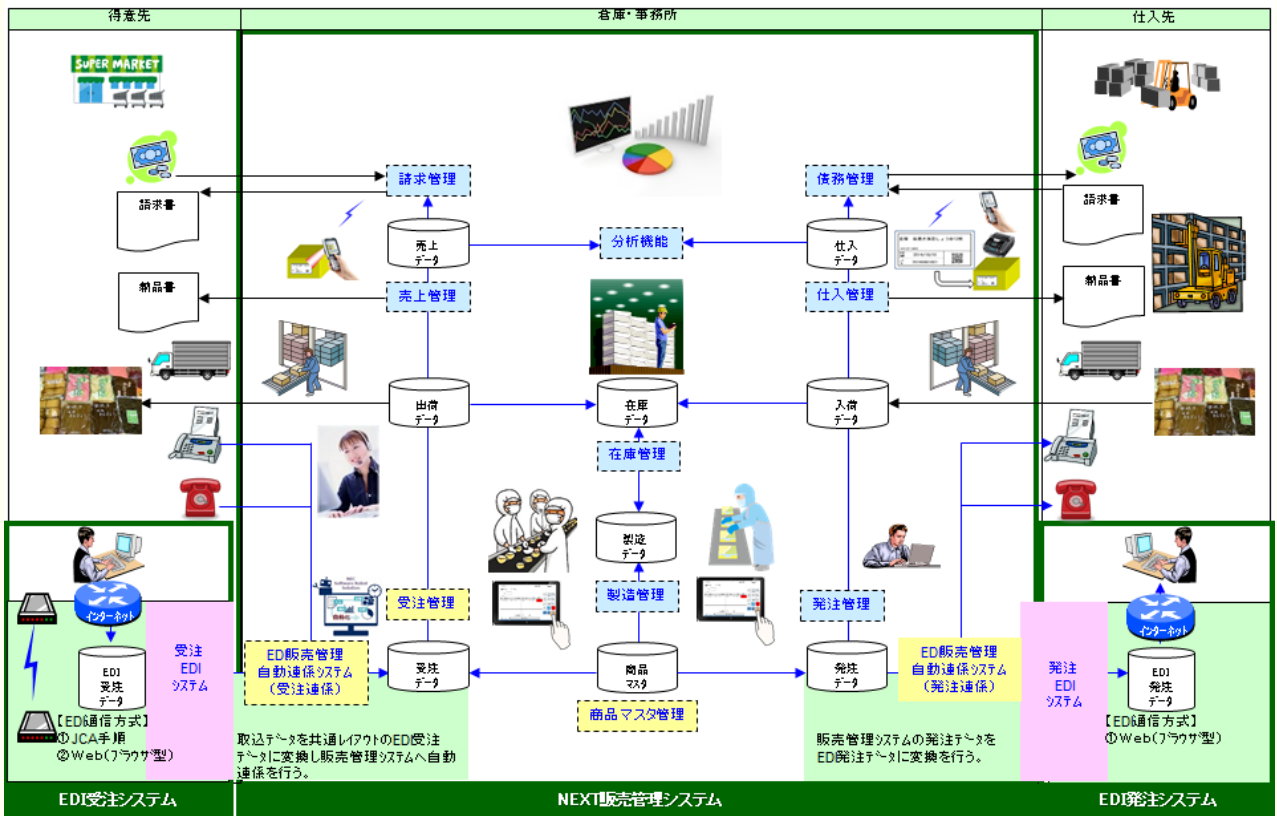 得意先
倉庫・事務所
仕入先
SUPER MARKET
請求管理
債務管理
請求書
請求書
売上
データ
分析機能
仕入
データ
納品書
売上管理
仕入管理
納品書
出荷
データ
在庫
データ
入荷
データ
在庫管理
製造
データ
受注管理
製造管理
発注管理
インターネット
インターネット
受注
EDI
システム
EDI
受注
データ
ED販売管理
自動連係システム
(受注連係)
受注
データ
商品
マスタ
発注
データ
ED販売管理
自動連係システム
(発注連係)
発注
EDI
システム
EDI
発注
データ
商品マスタ管理
【ED通信方式】
①JCA手順
②Web(ブラウザ型)
取込データを共通レイアウトのEDI受注
データに変換し販売管理システムへ自動
連係を行う。
販売管理システムの発注データを
EDI発注データに変換を行う。
【ED通信方式】
①Web(ブラウザ型)
EDI受注システム
NEXT販売管理システム
EDI発注システム